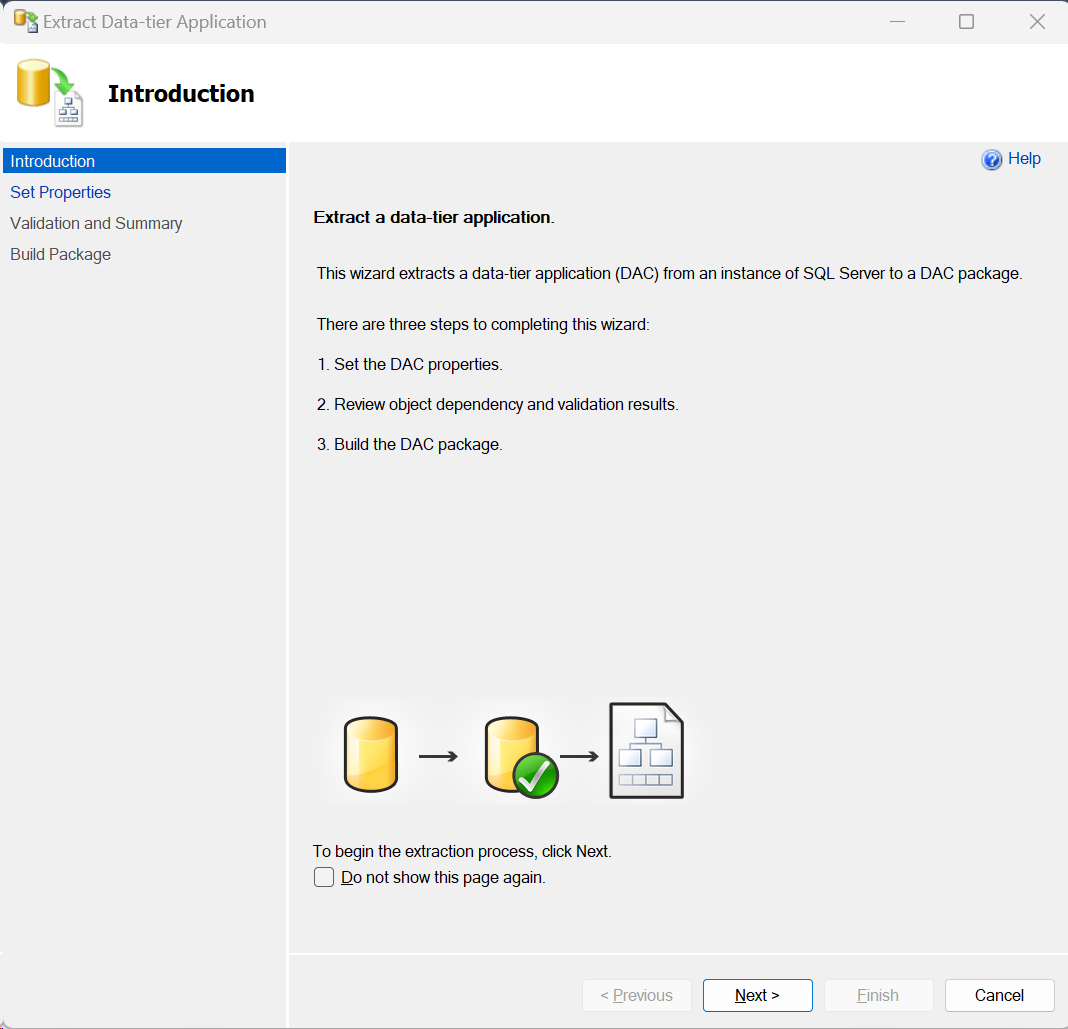 Extract Data-tier Application
Introduction
Introduction
Set Properties
Validation and Summary
Build Package
Help
Extract a data-tier application.
This wizard extracts a data-tier application (DAC) from an instance of SQL Server to a DAC package.
There are three steps to completing this wizard:
1. Set the DAC properties.
2. Review object dependency and validation results.
3. Build the DAC package.
To begin the extraction process, click Next.
Do not show this page again.
< Previous
Next >
Finish
Cancel